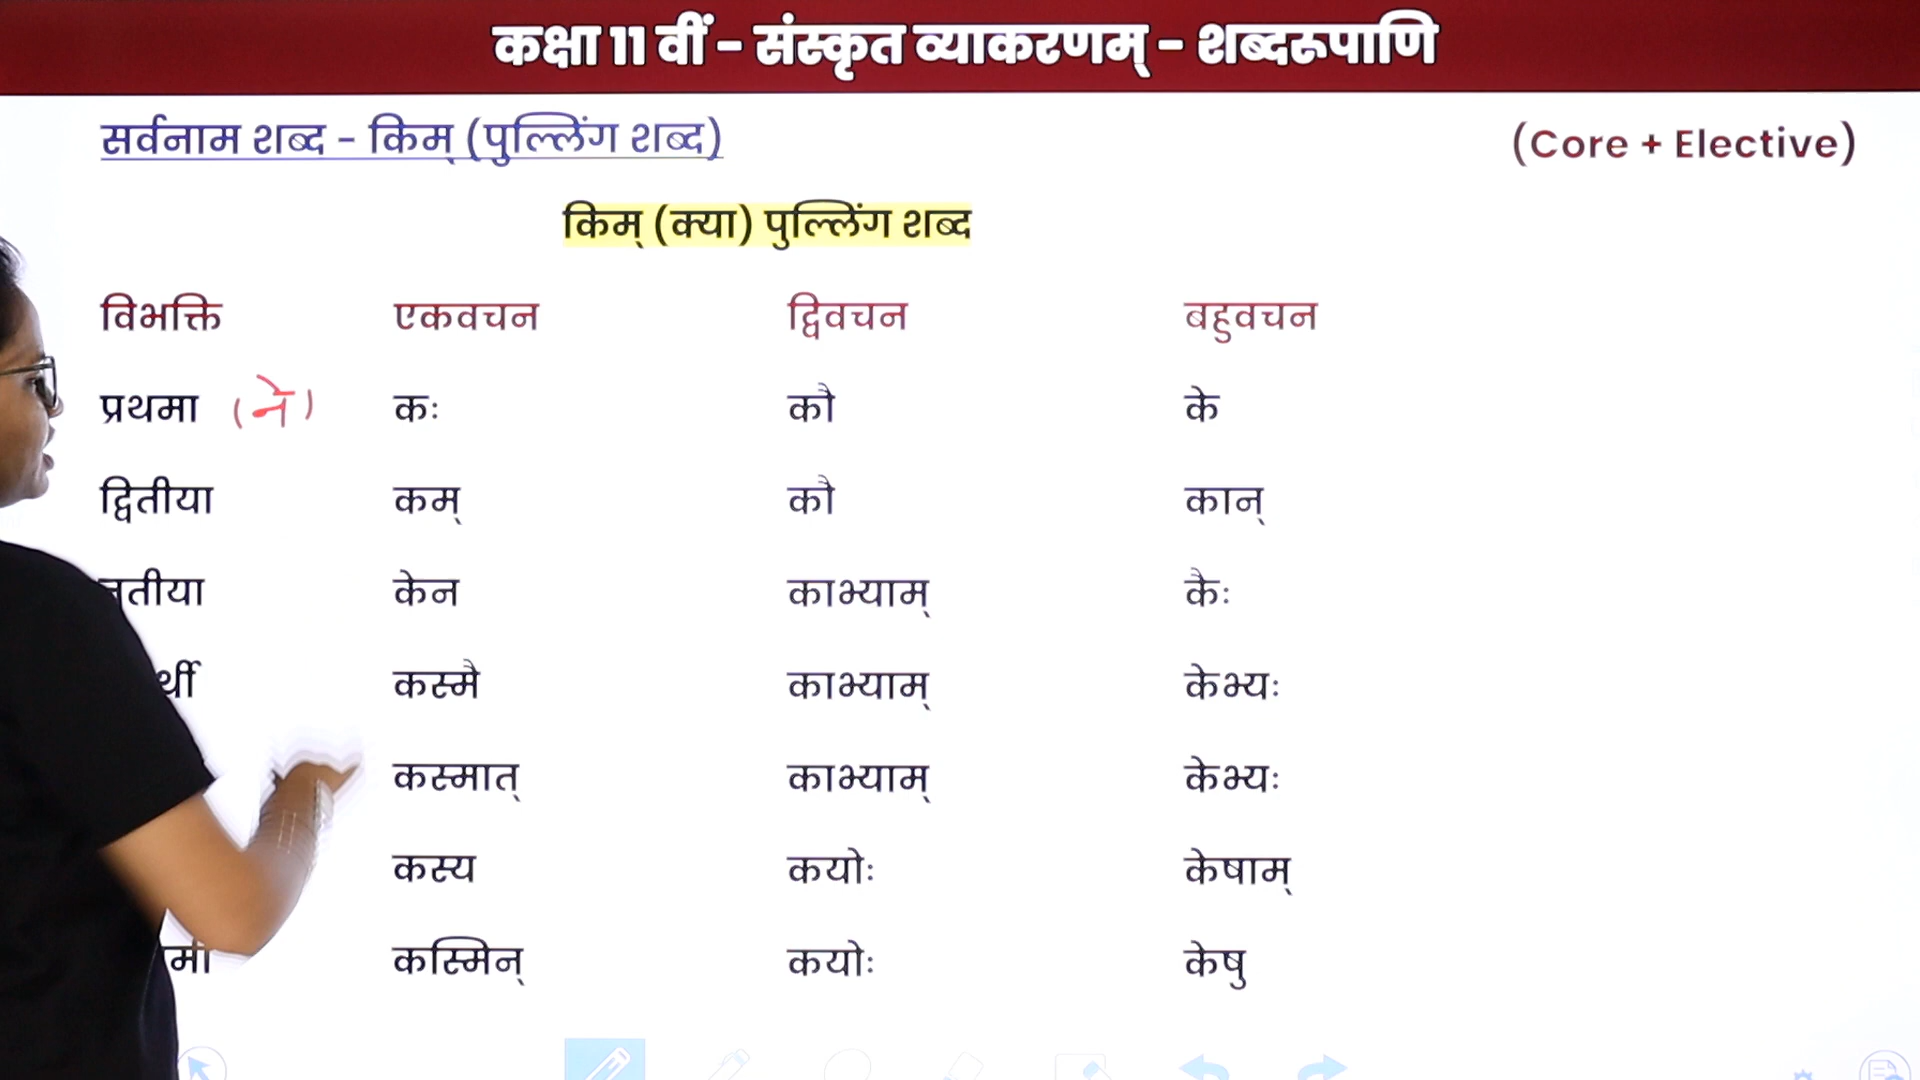 कक्षा 11 वीं - संस्कृत व्याकरणम् - शब्दरूपाणि
सर्वनाम शब्द - किम् (पुल्लिंग शब्द) (Core + Elective)
किम् (क्या) पुल्लिंग शब्द
विभक्ति एकवचन द्विवचन बहुवचन
प्रथमा (ने) कः कौ के
द्वितीया कम् कौ कान्
केन काभ्याम् कैः
कस्मै काभ्याम् केभ्यः
कस्मात् काभ्याम् केभ्यः
कस्य कयोः केषाम्
कस्मिन् कयोः केषु